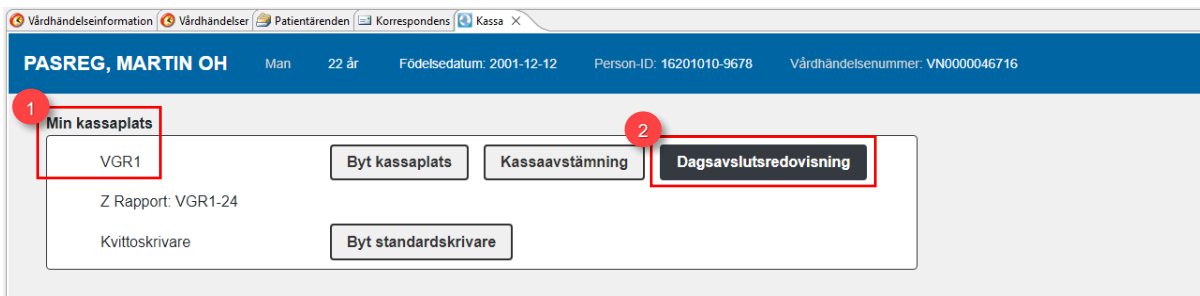 Vårdhändelseinformation Vårdhändelser Patientärenden Korrespondens Kassa
PASREG, MARTIN OH Man 22 år Födelsedatum: 2001-12-12 Person-ID: 16201010-9678 Vårdhändelsenummer: VN0000046716
1
Min kassaplats
2
VGR1 Byt kassaplats Kassaavstämning Dagsavslutsredovisning
Z Rapport: VGR1-24
Kvittoskrivare Byt standardskrivare